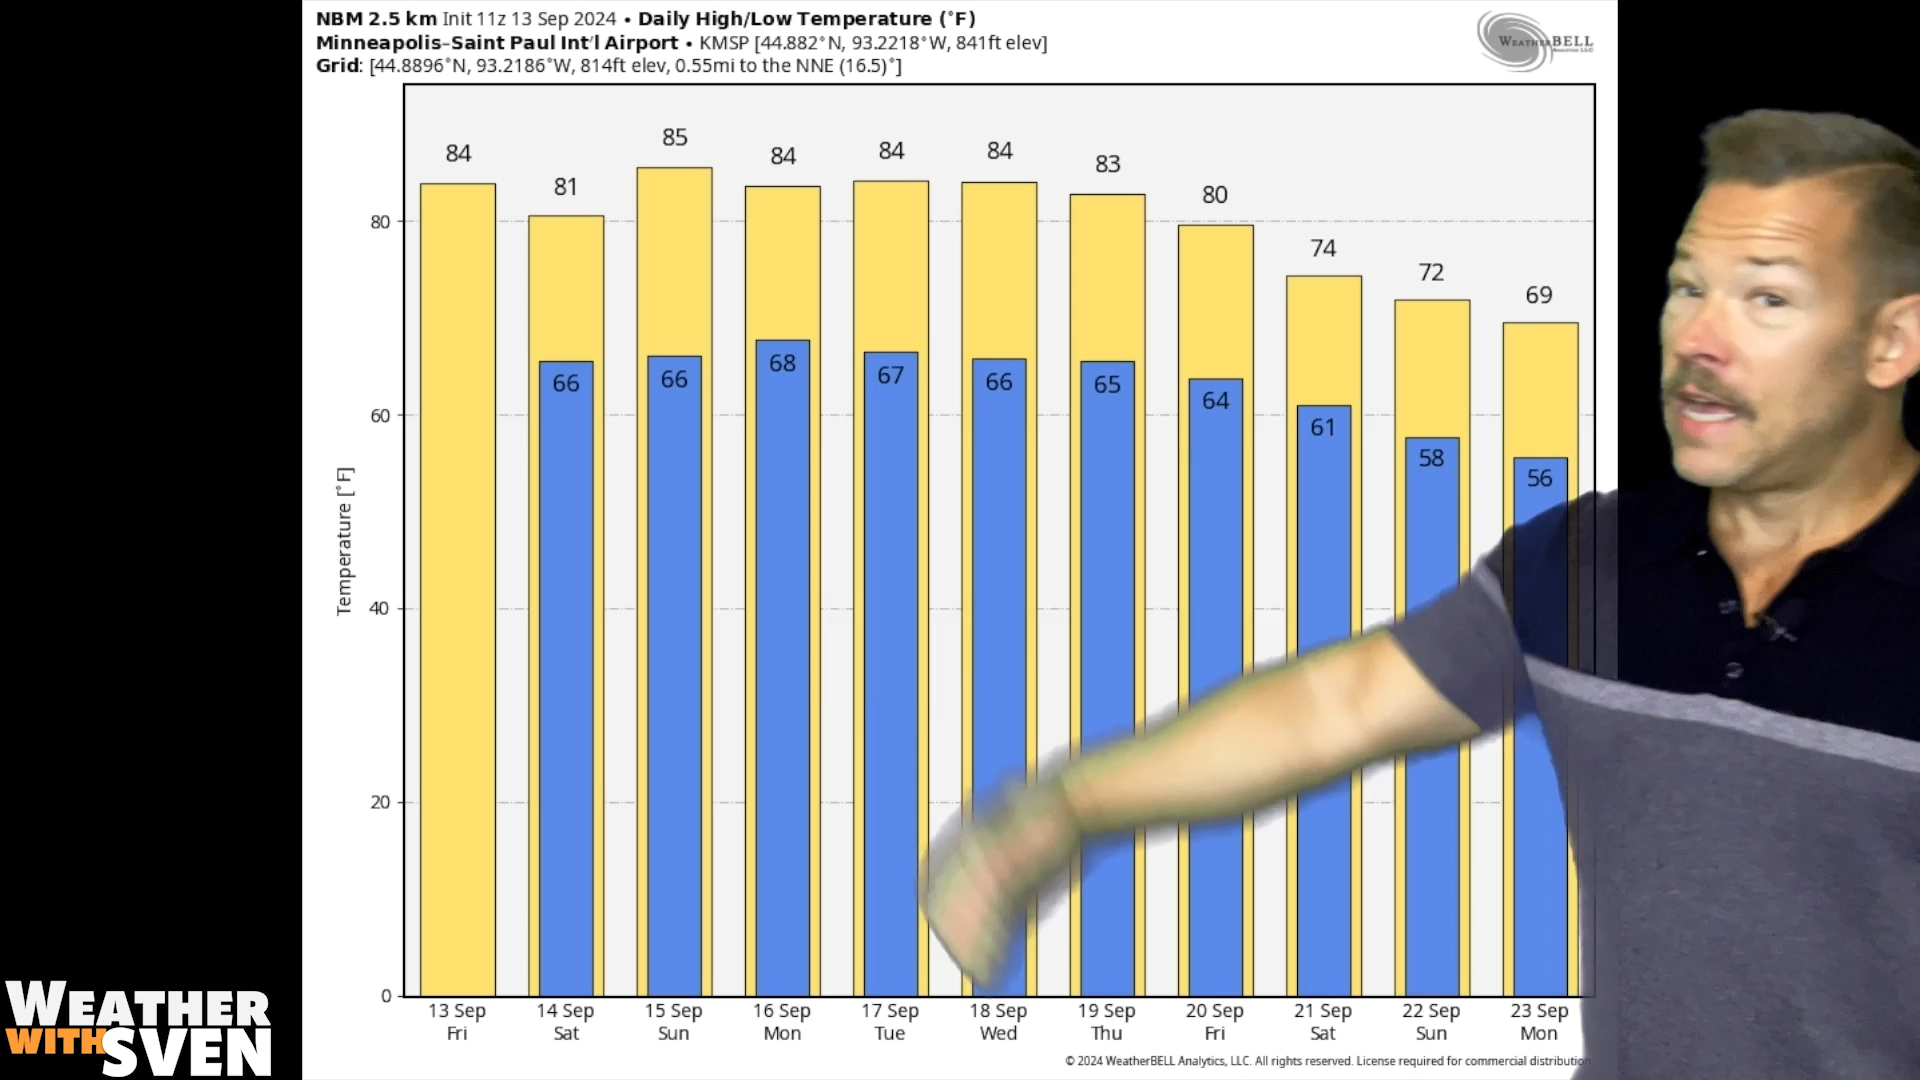 NBM 2.5 km Init 11z 13 Sep 2024 • Daily High/Low Temperature (°F)
Minneapolis–Saint Paul Int'l Airport • KMSP [44.882°N, 93.2218°W, 841ft elev]
Grid: [44.8896°N, 93.2186°W, 814ft elev, 0.55mi to the NNE (16.5)°]
WEATHERBELL
84 81 85 84 84 84 83 80 74 72 69
66 66 68 67 66 65 64 61 58 56
Temperature [°F]
80
60
40
20
0
13 Sep 14 Sep 15 Sep 16 Sep 17 Sep 18 Sep 19 Sep 20 Sep 21 Sep 22 Sep 23 Sep
Fri Sat Sun Mon Tue Wed Thu Fri Sat Sun Mon
© 2024 WeatherBELL Analytics, LLC. All rights reserved. License required for commercial distribution
WEATHER
WITH SVEN